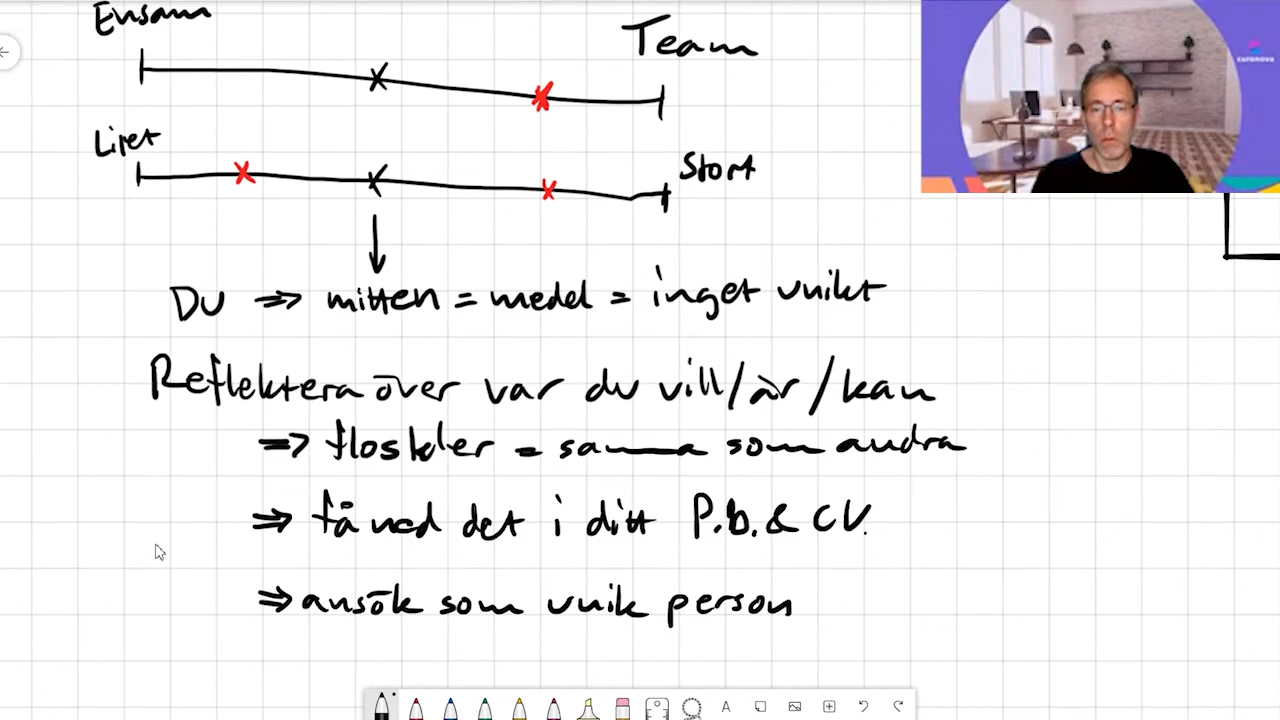 Ensam
Team
Litet
Stort
Du => mitten = medel = inget unikt
Reflektera över var du vill/är/kan
=> floskler = samma som andra
=> få ned det i ditt P.b. & CV.
=> ansök som unik person
A